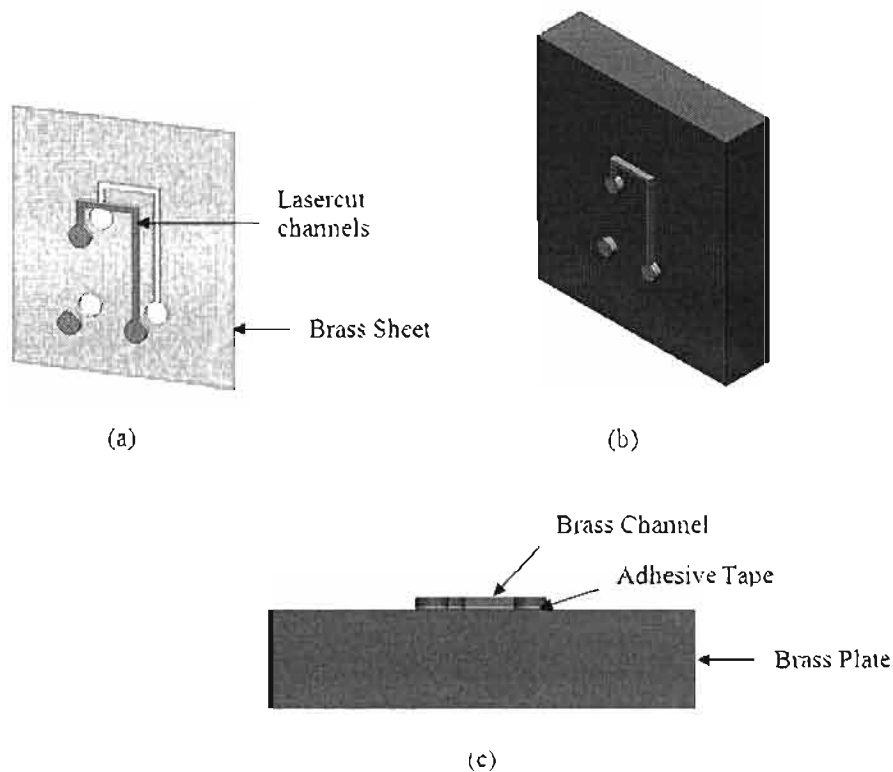 Lasercut
channels
Brass Sheet
(a)
(b)
Brass Channel
Adhesive Tape
Brass Plate
(c)